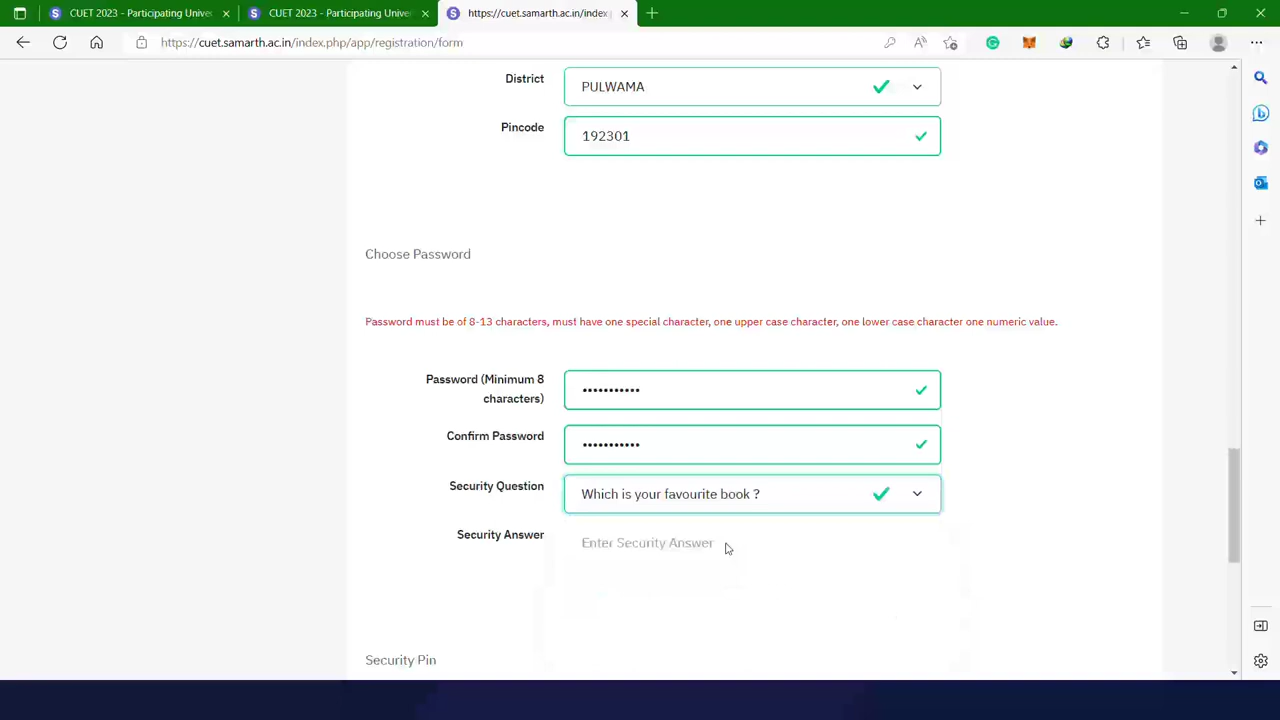 CUET 2023 - Participating Univer
CUET 2023 - Participating Univer
https://cuet.samarth.ac.in/index.p
https://cuet.samarth.ac.in/index.php/app/registration/form
District
PULWAMA
Pincode
192301
Choose Password
Password must be of 8-13 characters, must have one special character, one upper case character, one lower case character one numeric value.
Password (Minimum 8
characters)
•••••••••••
Confirm Password
•••••••••••
Security Question
Which is your favourite book ?
Security Answer
Enter Security Answer
Security Pin